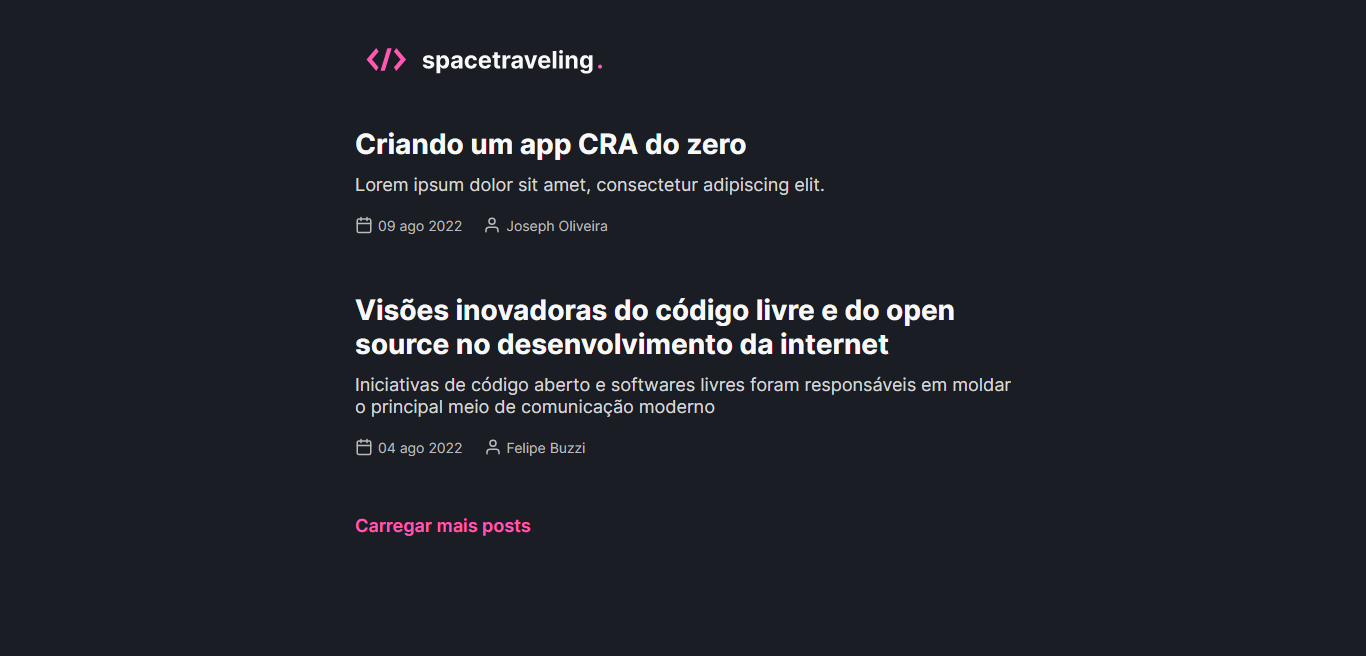 </> spacetraveling.
Criando um app CRA do zero
Lorem ipsum dolor sit amet, consectetur adipiscing elit.
09 ago 2022 Joseph Oliveira
Visões inovadoras do código livre e do open
source no desenvolvimento da internet
Iniciativas de código aberto e softwares livres foram responsáveis em moldar
o principal meio de comunicação moderno
04 ago 2022 Felipe Buzzi
Carregar mais posts